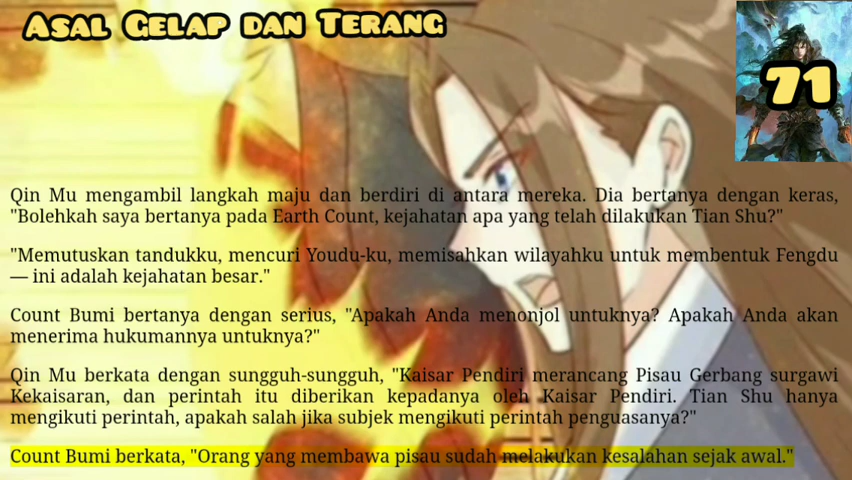 Asal Gelap dan Terang
71
Qin Mu mengambil langkah maju dan berdiri di antara mereka. Dia bertanya dengan keras,
"Bolehkah saya bertanya pada Earth Count, kejahatan apa yang telah dilakukan Tian Shu?"
"Memutuskan tandukku, mencuri Youdu-ku, memisahkan wilayahku untuk membentuk Fengdu
— ini adalah kejahatan besar."
Count Bumi bertanya dengan serius, "Apakah Anda menonjol untuknya? Apakah Anda akan
menerima hukumannya untuknya?"
Qin Mu berkata dengan sungguh-sungguh, "Kaisar Pendiri merancang Pisau Gerbang surgawi
Kekaisaran, dan perintah itu diberikan kepadanya oleh Kaisar Pendiri. Tian Shu hanya
mengikuti perintah, apakah salah jika subjek mengikuti perintah penguasanya?"
Count Bumi berkata, "Orang yang membawa pisau sudah melakukan kesalahan sejak awal."